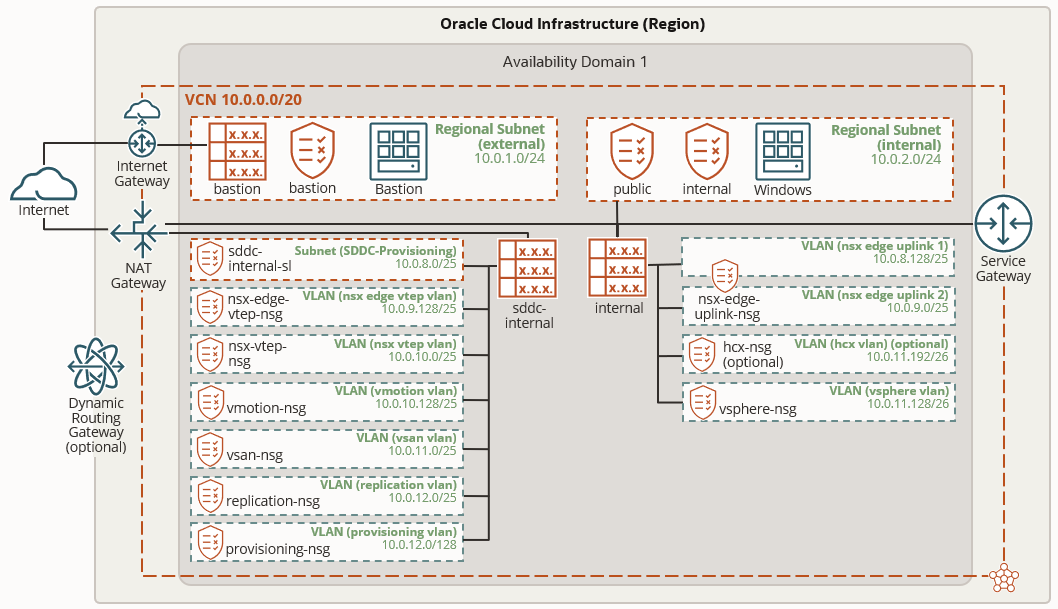 Oracle Cloud Infrastructure (Region)
Availability Domain 1
VCN 10.0.0.0/20
Internet
Internet
Gateway
NAT
Gateway
Dynamic
Routing
Gateway
(optional)
Service
Gateway
x.x.x.
x.x.x.
x.x.x.
bastion
bastion
Bastion
Regional Subnet
(external)
10.0.1.0/24
public
internal
Windows
Regional Subnet
(internal)
10.0.2.0/24
sddc-
internal-sl
Subnet (SDDC-Provisioning)
10.0.8.0/25
nsx-edge-
vtep-nsg
VLAN (nsx edge vtep vlan)
10.0.9.128/25
nsx-vtep-
nsg
VLAN (nsx vtep vlan)
10.0.10.0/25
vmotion-nsg
VLAN (vmotion vlan)
10.0.10.128/25
vsan-nsg
VLAN (vsan vlan)
10.0.11.0/25
replication-nsg
VLAN (replication vlan)
10.0.12.0/25
provisioning-nsg
VLAN (provisioning vlan)
10.0.12.0/128
x.x.x.
x.x.x.
x.x.x.
sddc-
internal
x.x.x.
x.x.x.
x.x.x.
internal
VLAN (nsx edge uplink 1)
10.0.8.128/25
nsx-edge-
uplink-nsg
VLAN (nsx edge uplink 2)
10.0.9.0/25
hcx-nsg
(optional)
VLAN (hcx vlan) (optional)
10.0.11.192/26
vsphere-nsg
VLAN (vsphere vlan)
10.0.11.128/26